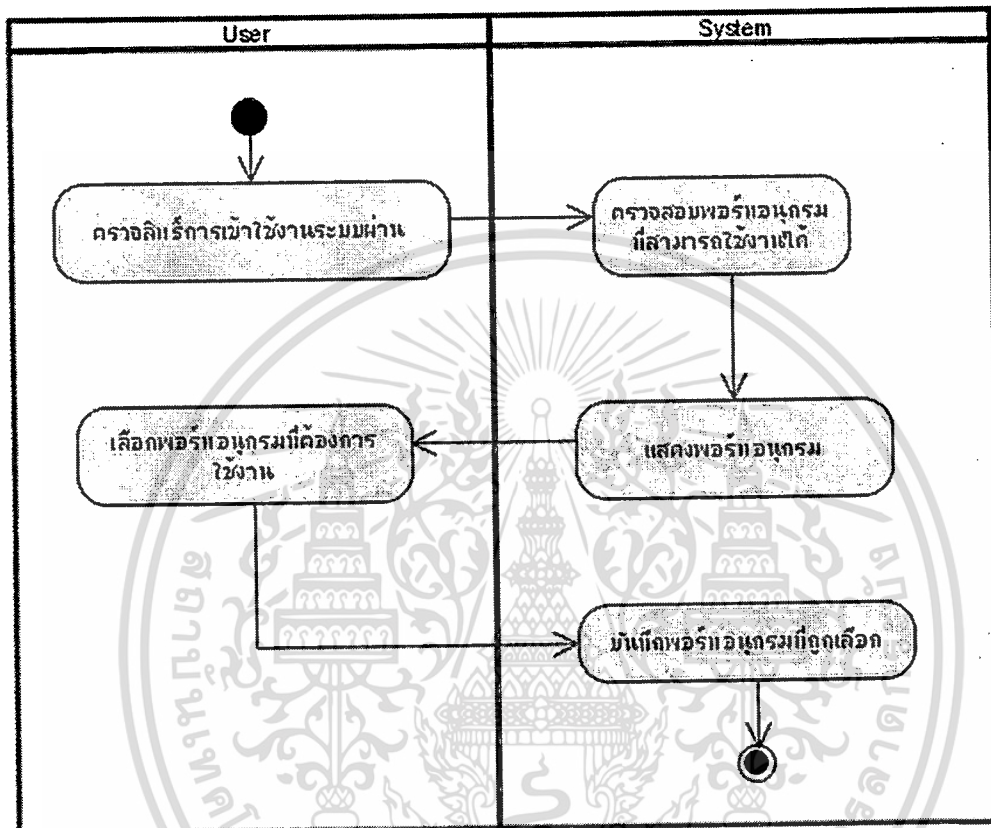 User
System
ตรวจสิทธิ์การเข้าใช้งานระบบผ่าน
ตรวจสอบพอร์ทอนุกรม
ที่สามารถใช้งานได้
เลือกพอร์ทอนุกรมที่ต้องการ
ใช้งาน
แสดงพอร์ทอนุกรม
บันทึกพอร์ทอนุกรมที่ถูกเลือก